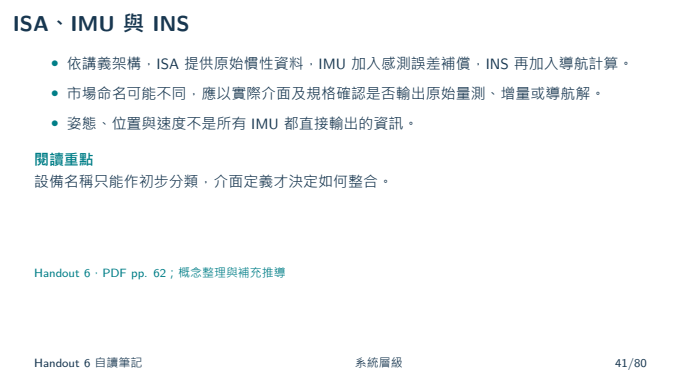 ISA、IMU 與 INS
• 依講義架構，ISA 提供原始慣性資料，IMU 加入感測誤差補償，INS 再加入導航計算。
• 市場命名可能不同，應以實際介面及規格確認是否輸出原始量測、增量或導航解。
• 姿態、位置與速度不是所有 IMU 都直接輸出的資訊。
閱讀重點
設備名稱只能作初步分類，介面定義才決定如何整合。
Handout 6 · PDF pp. 62；概念整理與補充推導
Handout 6 自讀筆記
系統層級
41/80